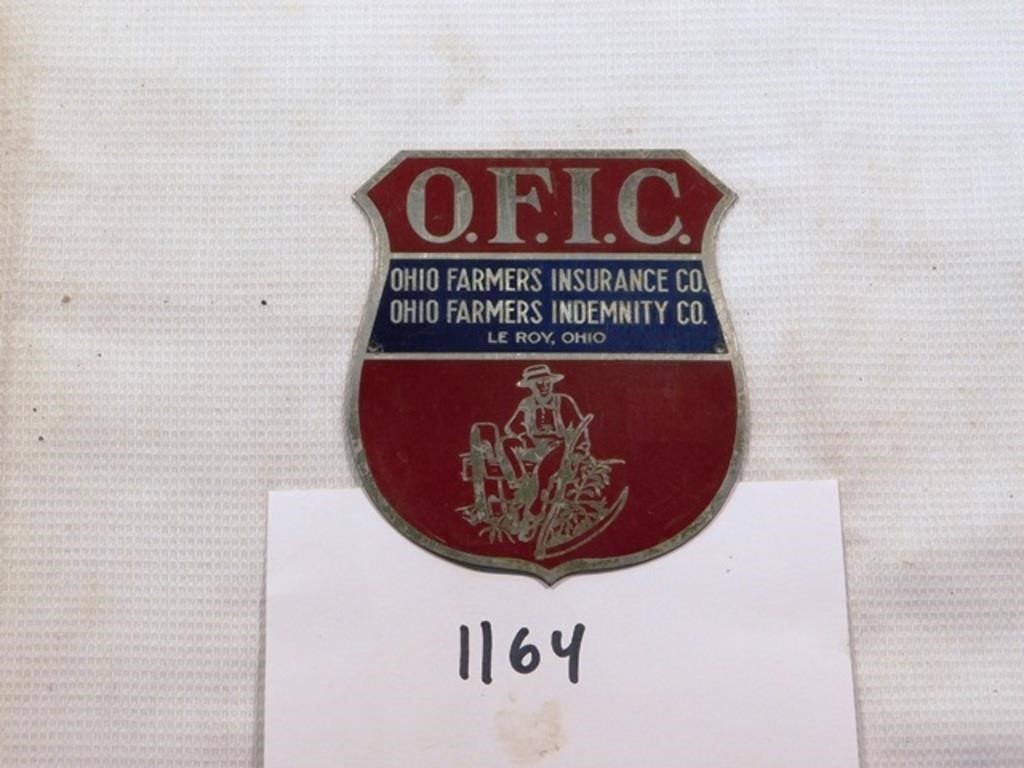 O.F.I.C.
OHIO FARMERS INSURANCE CO.
OHIO FARMERS INDEMNITY CO.
LE ROY, OHIO
1164